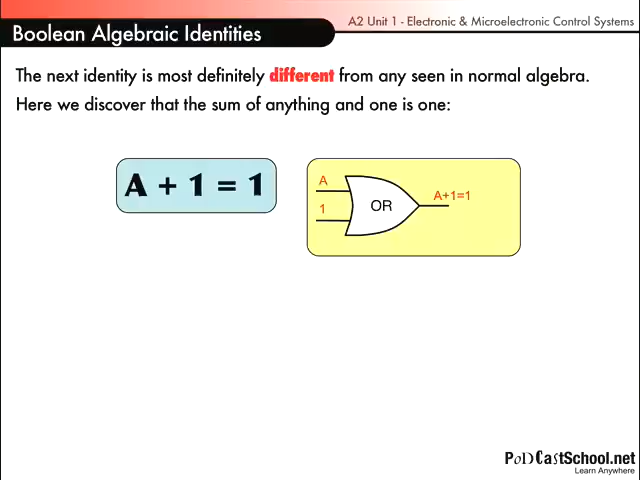 A2 Unit 1 - Electronic & Microelectronic Control Systems
Boolean Algebraic Identities
The next identity is most definitely different from any seen in normal algebra.
Here we discover that the sum of anything and one is one:
A + 1 = 1
A
1
OR
A+1=1
PoDCastSchool.net
Learn Anywhere